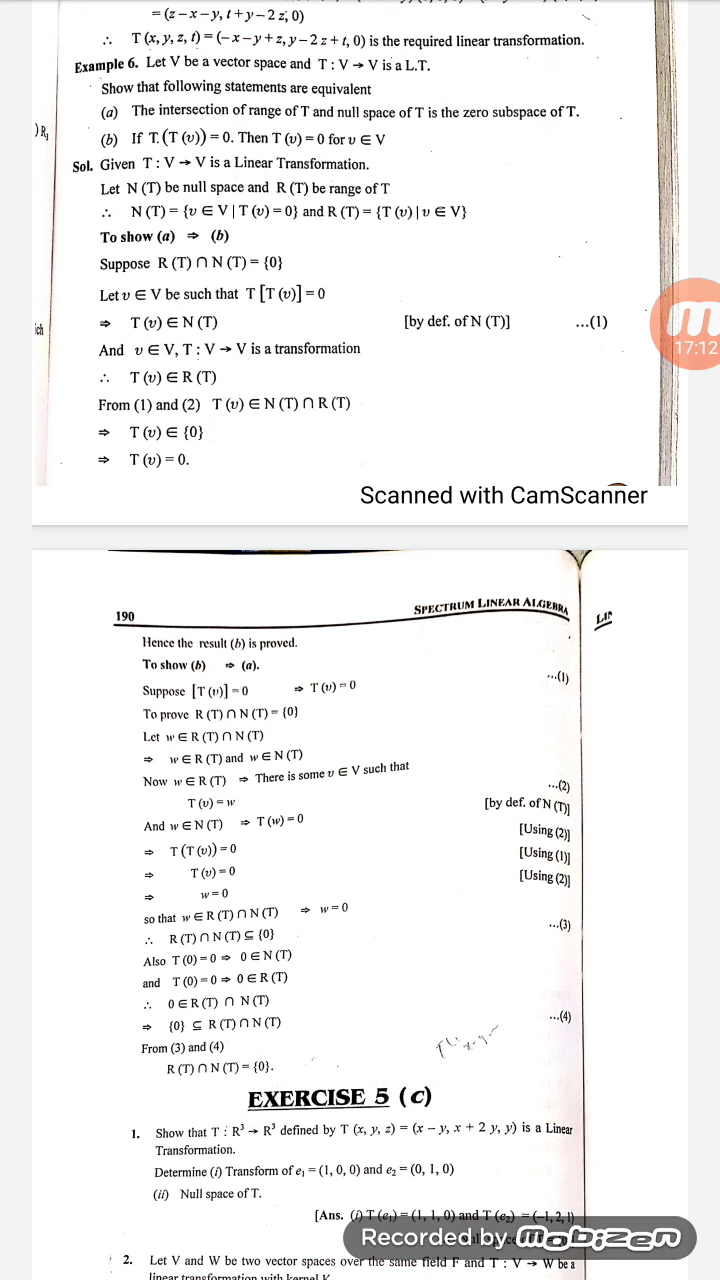 = (z – x – y, t + y – 2 z, 0)
∴ T (x, y, z, t) = (– x – y + z, y – 2 z + t, 0) is the required linear transformation.
Example 6. Let V be a vector space and T : V → V is a L.T.
Show that following statements are equivalent
(a) The intersection of range of T and null space of T is the zero subspace of T.
) R₃
(b) If T. (T (υ)) = 0. Then T (υ) = 0 for υ ∈ V
Sol. Given T : V → V is a Linear Transformation.
Let N (T) be null space and R (T) be range of T
∴ N (T) = {υ ∈ V | T (υ) = 0} and R (T) = {T (υ) | υ ∈ V}
To show (a) ⇒ (b)
Suppose R (T) ∩ N (T) = {0}
Let υ ∈ V be such that T [T (υ)] = 0
ich
⇒ T (υ) ∈ N (T) [by def. of N (T)] ...(1)
17:12
And υ ∈ V, T : V → V is a transformation
∴ T (υ) ∈ R (T)
From (1) and (2) T (υ) ∈ N (T) ∩ R (T)
⇒ T (υ) ∈ {0}
⇒ T (υ) = 0.
Scanned with CamScanner
190 SPECTRUM LINEAR ALGEBRA
Hence the result (b) is proved.
To show (b) ⇒ (a).
Suppose [T (υ)] = 0 ⇒ T (υ) = 0 ...(1)
To prove R (T) ∩ N (T) = {0}
Let w ∈ R (T) ∩ N (T)
⇒ w ∈ R (T) and w ∈ N (T)
Now w ∈ R (T) ⇒ There is some υ ∈ V such that
T (υ) = w ...(2)
And w ∈ N (T) ⇒ T (w) = 0 [by def. of N (T)]
⇒ T (T (υ)) = 0 [Using (2)]
⇒ T (υ) = 0 [Using (1)]
⇒ w = 0 [Using (2)]
so that w ∈ R (T) ∩ N (T) ⇒ w = 0
∴ R (T) ∩ N (T) ⊆ {0} ...(3)
Also T (0) = 0 ⇒ 0 ∈ N (T)
and T (0) = 0 ⇒ 0 ∈ R (T)
∴ 0 ∈ R (T) ∩ N (T)
⇒ {0} ⊆ R (T) ∩ N (T) ...(4)
From (3) and (4)
R (T) ∩ N (T) = {0}.
EXERCISE 5 (c)
1. Show that T : R³ → R³ defined by T (x, y, z) = (x – y, x + 2 y, y) is a Linear
Transformation.
Determine (i) Transform of e₁ = (1, 0, 0) and e₂ = (0, 1, 0)
(ii) Null space of T.
[Ans. (i) T (e₁) = (1, 1, 0) and T (e₂) = (–1, 2, 1)
Recorded by mobizen
2. Let V and W be two vector spaces over the same field F and T : V → W be a
linear transformation with kernel K